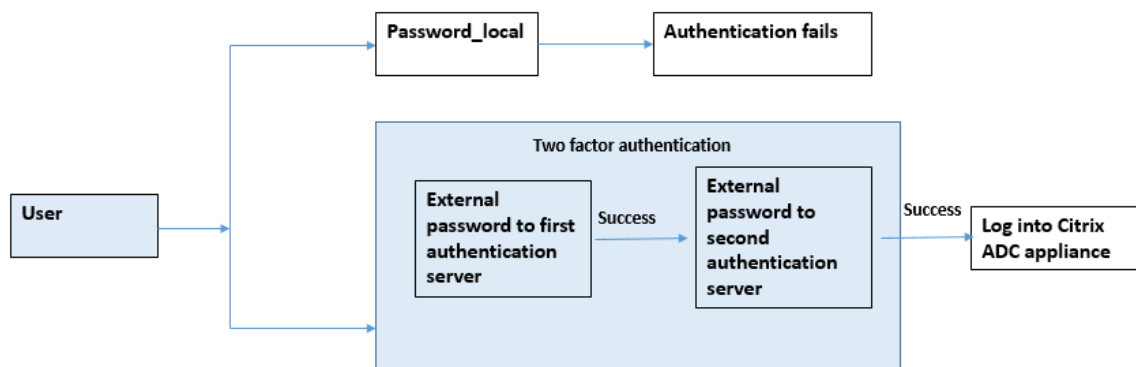 Password_local
Authentication fails
Two factor authentication
User
External
password to first
authentication
server
Success
External
password to
second
authentication
server
Success
Log into Citrix
ADC appliance